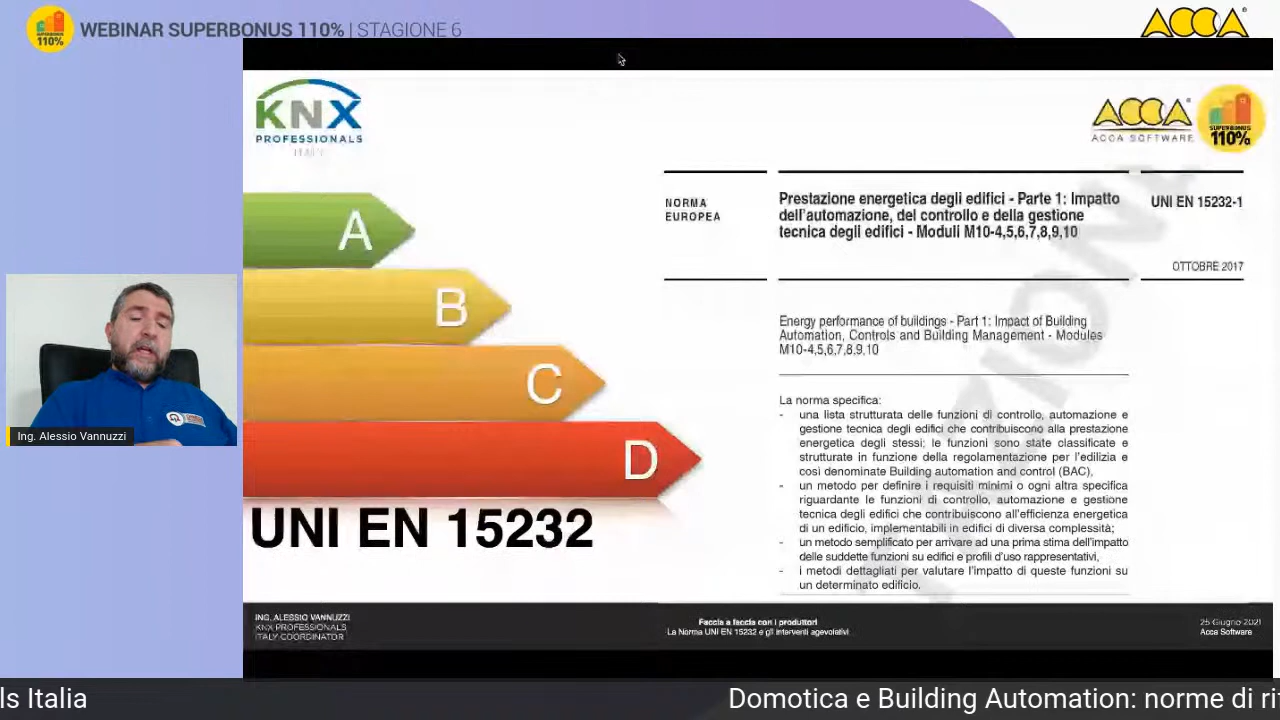 WEBINAR SUPERBONUS 110% | STAGIONE 6
SUPERBONUS
110%
ACCA
KNX
PROFESSIONALS
ITALY
ACCA
ACCA SOFTWARE
SUPERBONUS
110%
A
B
C
D
UNI EN 15232
NORMA
EUROPEA
Prestazione energetica degli edifici - Parte 1: Impatto
dell'automazione, del controllo e della gestione
tecnica degli edifici - Moduli M10-4,5,6,7,8,9,10
UNI EN 15232-1
OTTOBRE 2017
Energy performance of buildings - Part 1: Impact of Building
Automation, Controls and Building Management - Modules
M10-4,5,6,7,8,9,10
La norma specifica:
- una lista strutturata delle funzioni di controllo, automazione e
gestione tecnica degli edifici che contribuiscono alla prestazione
energetica degli stessi; le funzioni sono state classificate e
strutturate in funzione della regolamentazione per l'edilizia e
così denominate Building automation and control (BAC),
- un metodo per definire i requisiti minimi o ogni altra specifica
riguardante le funzioni di controllo, automazione e gestione
tecnica degli edifici che contribuiscono all'efficienza energetica
di un edificio, implementabili in edifici di diversa complessità;
- un metodo semplificato per arrivare ad una prima stima dell'impatto
delle suddette funzioni su edifici e profili d'uso rappresentativi,
- i metodi dettagliati per valutare l'impatto di queste funzioni su
un determinato edificio.
Ing. Alessio Vannuzzi
ING. ALESSIO VANNUZZI
KNX PROFESSIONALS
ITALY COORDINATOR
Faccia a faccia con i produttori
La Norma UNI EN 15232 e gli interventi agevolativi
25 Giugno 2021
Acca Software
ls Italia
Domotica e Building Automation: norme di ri